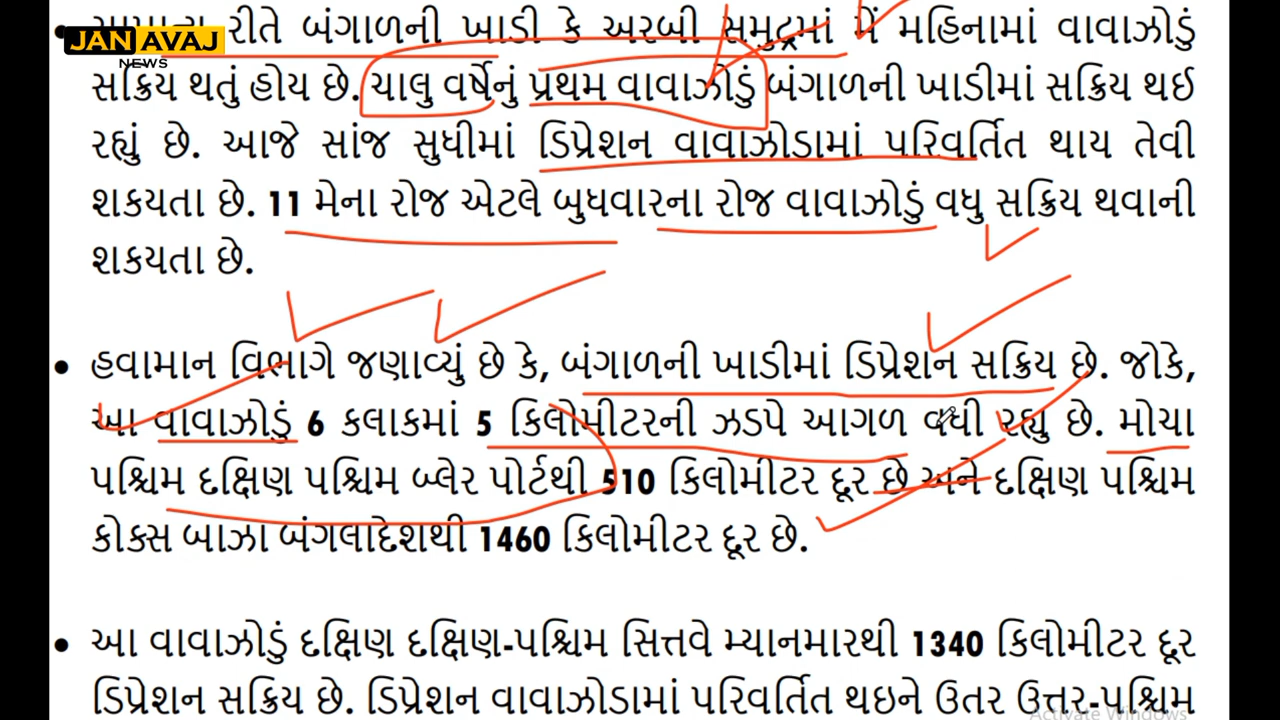 સામાન્ય રીતે બંગાળની ખાડી કે અરબી સમુદ્રમાં મેં મહિનામાં વાવાઝોડું
JAN AVAJ
NEWS
સક્રિય થતું હોય છે. ચાલુ વર્ષેનું પ્રથમ વાવાઝોડું બંગાળની ખાડીમાં સક્રિય થઈ
રહ્યું છે. આજે સાંજ સુધીમાં ડિપ્રેશન વાવાઝોડામાં પરિવર્તિત થાય તેવી
શકયતા છે. 11 મેના રોજ એટલે બુધવારના રોજ વાવાઝોડું વધુ સક્રિય થવાની
શકયતા છે.
• હવામાન વિભાગે જણાવ્યું છે કે, બંગાળની ખાડીમાં ડિપ્રેશન સક્રિય છે. જોકે,
આ વાવાઝોડું 6 કલાકમાં 5 કિલોમીટરની ઝડપે આગળ વધી રહ્યુ છે. મોચા
પશ્ચિમ દક્ષિણ પશ્ચિમ બ્લેર પોર્ટથી 510 કિલોમીટર દૂર છે અને દક્ષિણ પશ્ચિમ
કોક્સ બાઝા બંગલાદેશથી 1460 કિલોમીટર દૂર છે.
• આ વાવાઝોડું દક્ષિણ દક્ષિણ-પશ્ચિમ સિત્તવે મ્યાનમારથી 1340 કિલોમીટર દૂર
ડિપ્રેશન સક્રિય છે. ડિપ્રેશન વાવાઝોડામાં પરિવર્તિત થઇને ઉતર ઉત્તર-પશ્ચિમ
Activate Windows